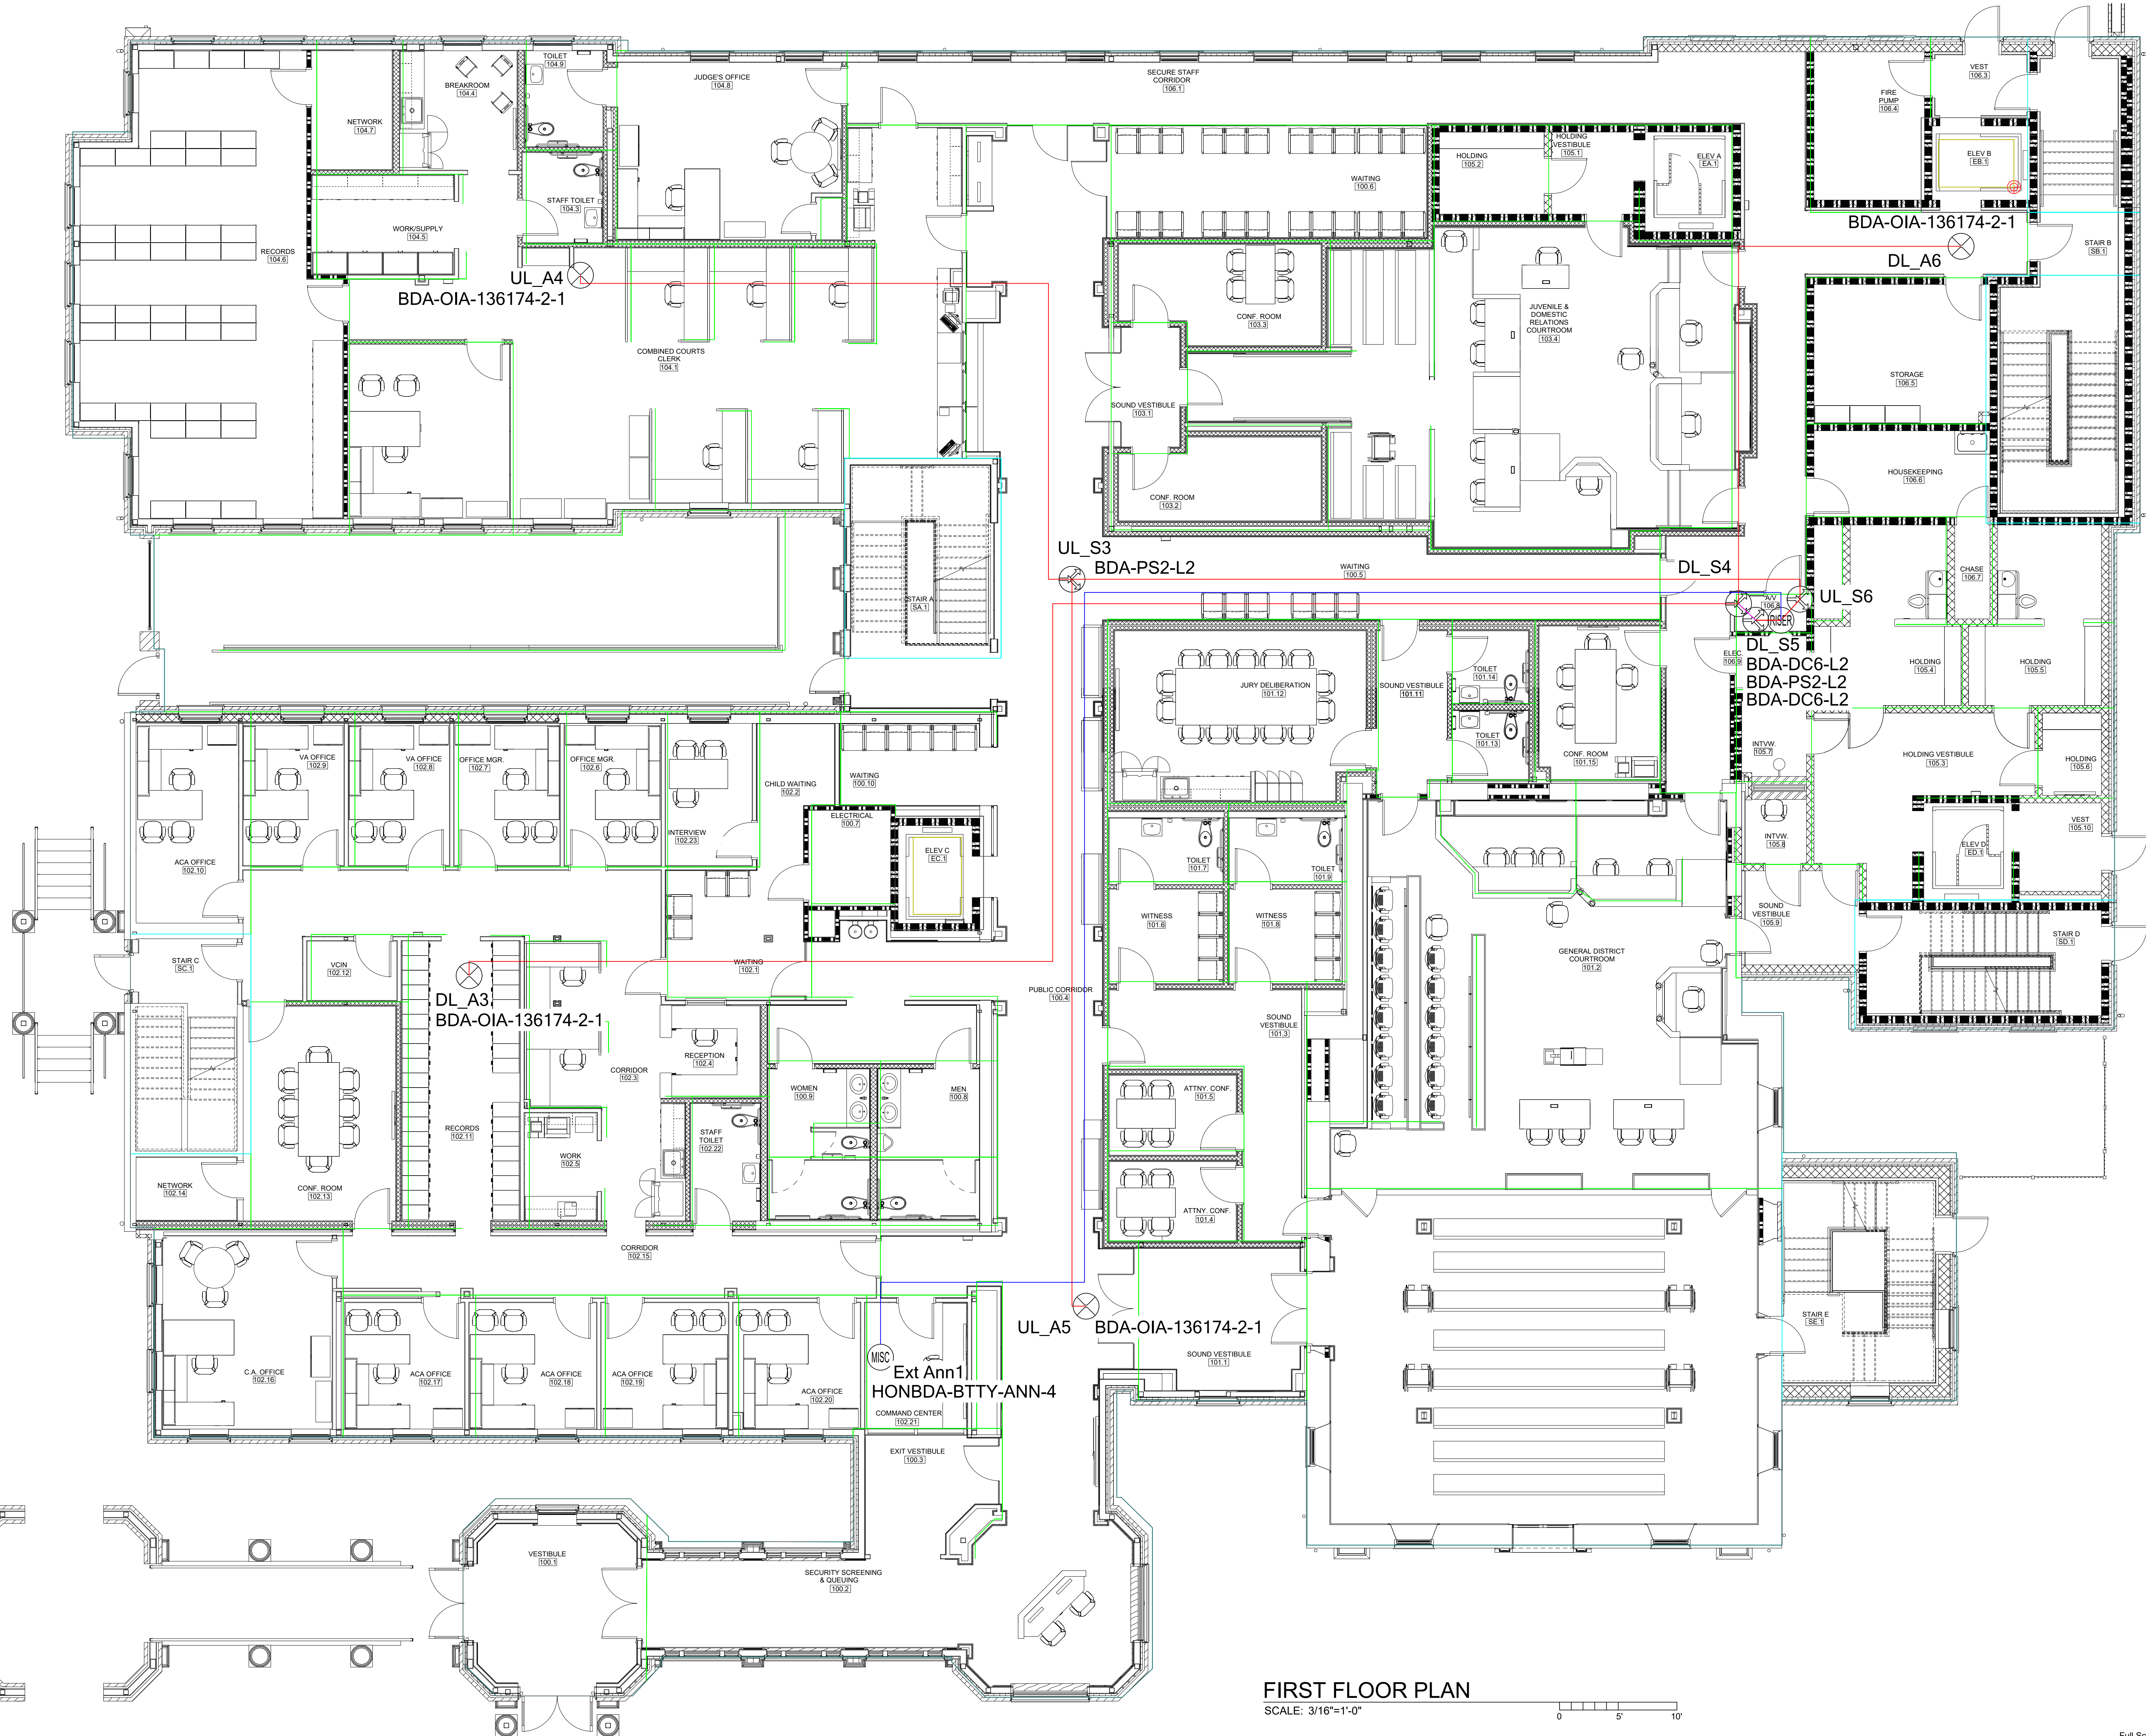 TOILET
104.9
JUDGE'S OFFICE
104.8
SECURE STAFF
CORRIDOR
106.1
VEST
106.3
BREAKROOM
104.4
FIRE
PUMP
106.4
NETWORK
104.7
HOLDING
VESTIBULE
105.1
HOLDING
105.2
ELEV A
EA.1
ELEV B
EB.1
WAITING
100.6
STAFF TOILET
104.3
WORK/SUPPLY
104.5
BDA-OIA-136174-2-1
DL_A6
STAIR B
SB.1
RECORDS
104.6
UL_A4
BDA-OIA-136174-2-1
CONF. ROOM
103.3
JUVENILE &
DOMESTIC
RELATIONS
COURTROOM
103.4
COMBINED COURTS
CLERK
104.1
STORAGE
106.5
SOUND VESTIBULE
103.1
HOUSEKEEPING
106.6
CONF. ROOM
103.2
UL_S3
BDA-PS2-L2
WAITING
100.5
DL_S4
CHASE
106.7
STAIR A
SA.1
A/V
106.8
UL_S6
RISER
DL_S5
BDA-DC6-L2
BDA-PS2-L2
BDA-DC6-L2
ELEC.
106.9
HOLDING
105.4
HOLDING
105.5
JURY DELIBERATION
101.12
SOUND VESTIBULE
101.11
TOILET
101.14
TOILET
101.13
CONF. ROOM
101.15
INTVW.
105.7
HOLDING VESTIBULE
105.3
HOLDING
105.6
VA OFFICE
102.9
VA OFFICE
102.8
OFFICE MGR.
102.7
OFFICE MGR.
102.6
CHILD WAITING
102.2
WAITING
100.10
ELECTRICAL
100.7
INTERVIEW
102.23
ELEV C
EC.1
ACA OFFICE
102.10
TOILET
101.7
TOILET
101.9
INTVW.
105.8
ELEV D
ED.1
VEST
105.10
WITNESS
101.6
WITNESS
101.8
SOUND
VESTIBULE
105.9
STAIR D
SD.1
STAIR C
SC.1
VCIN
102.12
WAITING
102.1
GENERAL DISTRICT
COURTROOM
101.2
DL_A3
BDA-OIA-136174-2-1
PUBLIC CORRIDOR
100.4
SOUND
VESTIBULE
101.3
RECEPTION
102.4
CORRIDOR
102.3
WOMEN
100.9
MEN
100.8
ATTNY. CONF.
101.5
RECORDS
102.11
STAFF
TOILET
102.22
WORK
102.5
NETWORK
102.14
CONF. ROOM
102.13
ATTNY. CONF.
101.4
CORRIDOR
102.15
UL_A5
BDA-OIA-136174-2-1
STAIR E
SE.1
MISC
Ext Ann1
HONBDA-BTTY-ANN-4
SOUND VESTIBULE
101.1
C.A. OFFICE
102.16
ACA OFFICE
102.17
ACA OFFICE
102.18
ACA OFFICE
102.19
ACA OFFICE
102.20
COMMAND CENTER
102.21
EXIT VESTIBULE
100.3
VESTIBULE
100.1
SECURITY SCREENING
& QUEUING
100.2
FIRST FLOOR PLAN
SCALE: 3/16"=1'-0"
0 5' 10'